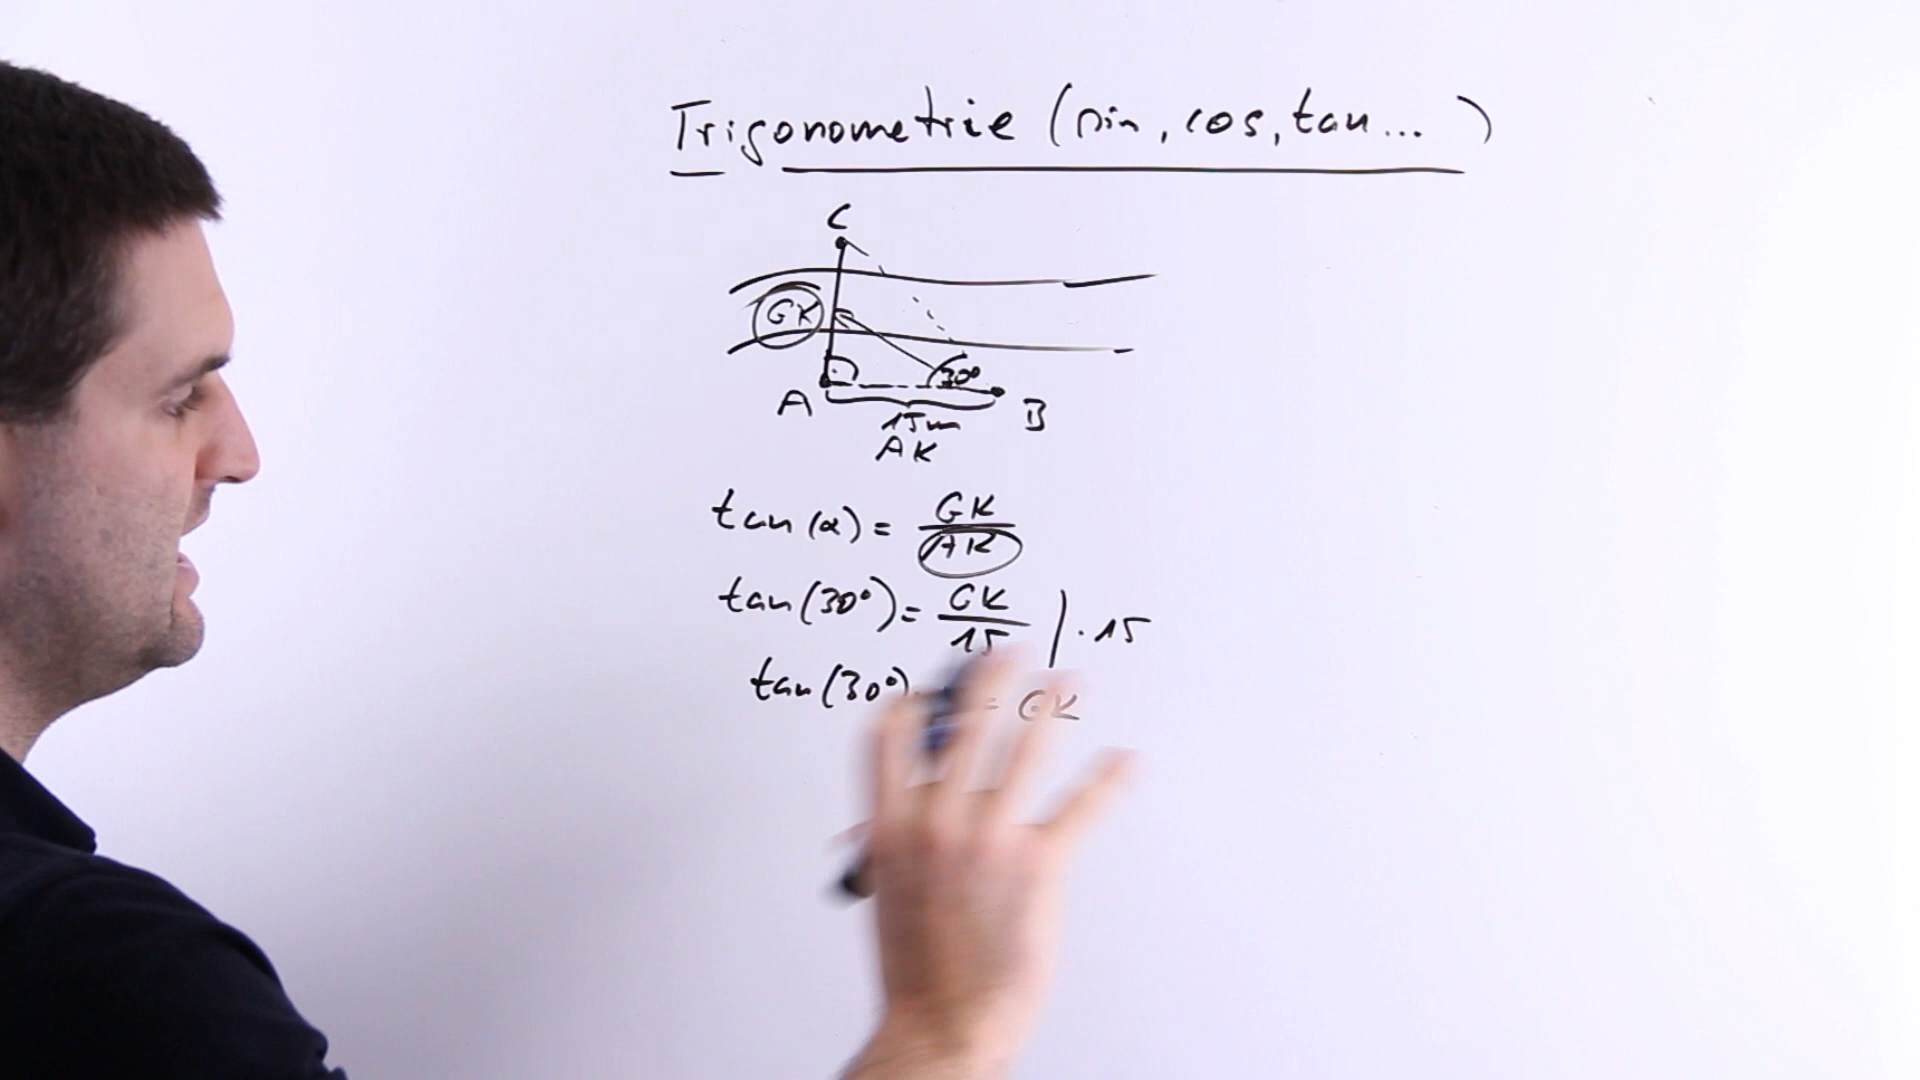 Trigonometrie (sin, cos, tan... )
C
GK
30°
A
B
15m
AK
tan (α) = GK / AK
tan (30°) = GK / 15 | · 15
tan (30°) · = GK